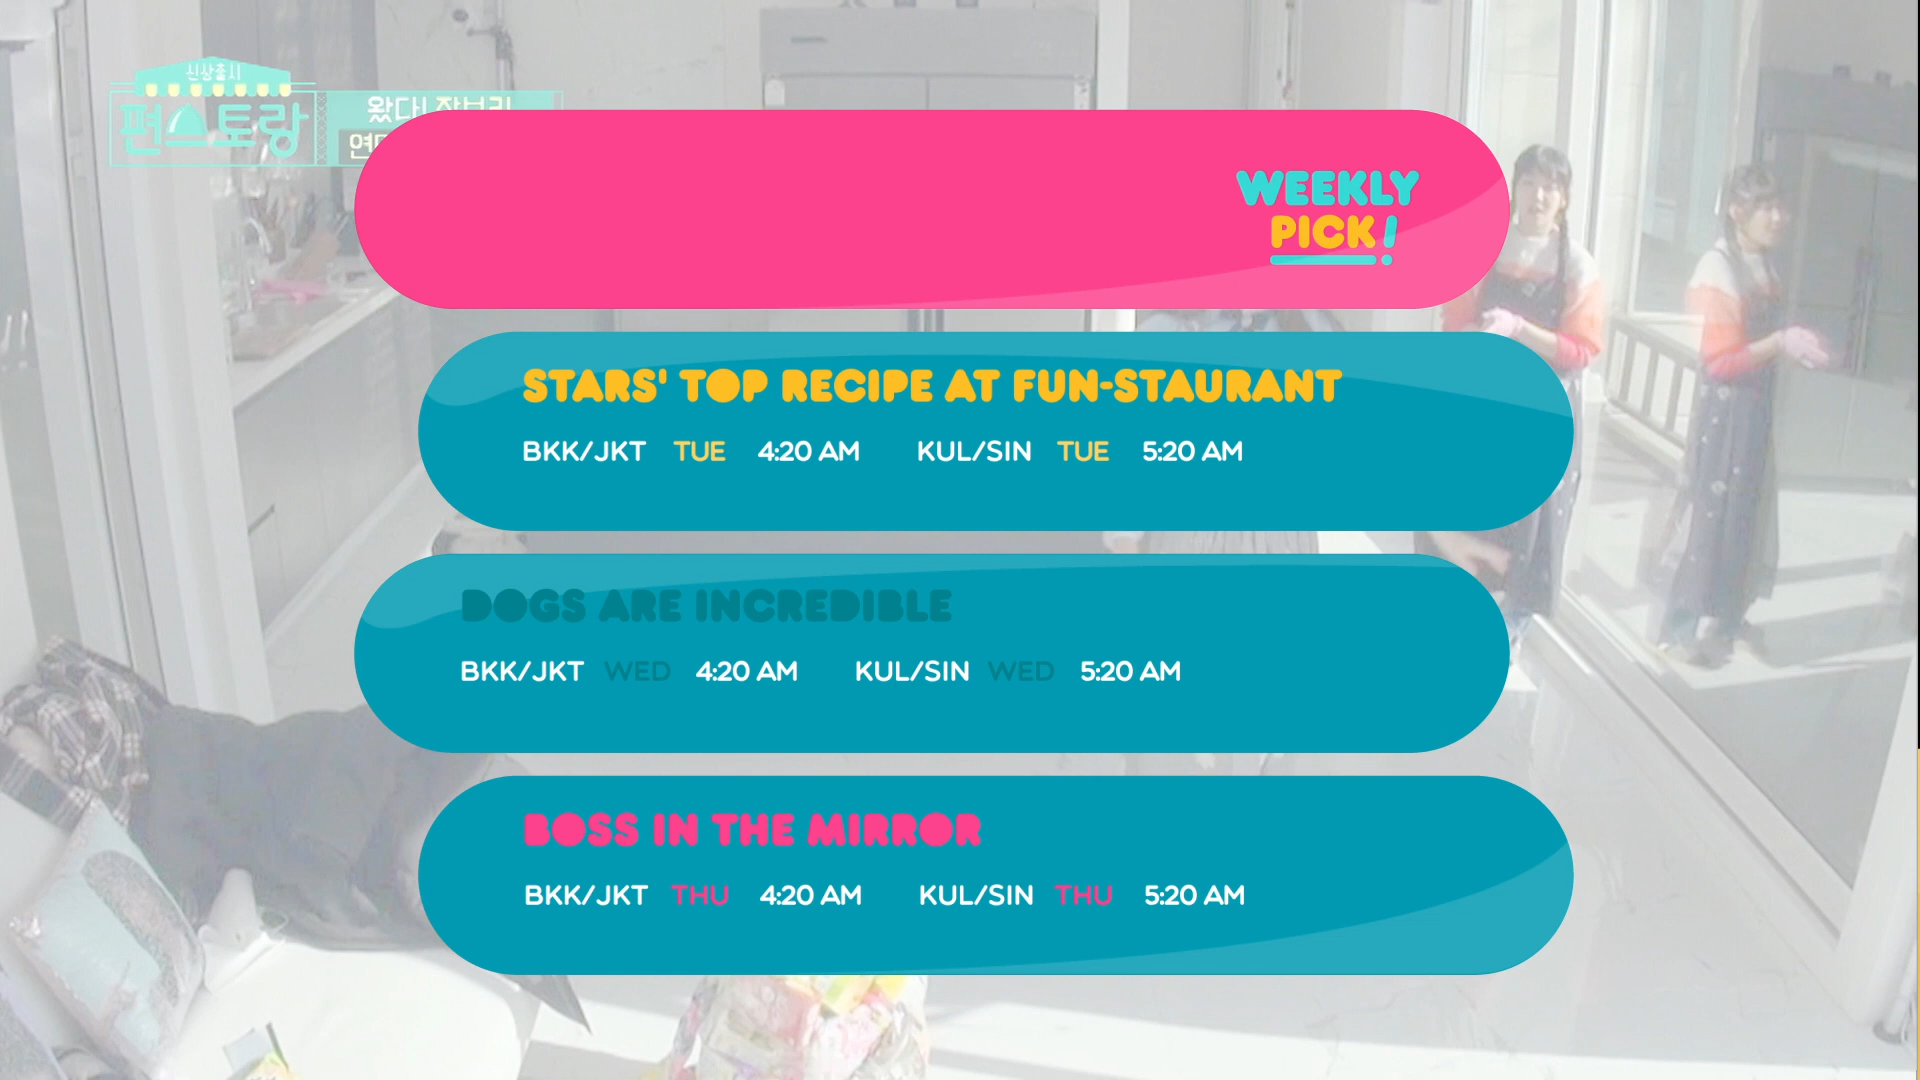 신상출시
편스토랑
왔다!
WEEKLY
PICK!
STARS' TOP RECIPE AT FUN-STAURANT
BKK/JKT TUE 4:20 AM KUL/SIN TUE 5:20 AM
DOGS ARE INCREDIBLE
BKK/JKT WED 4:20 AM KUL/SIN WED 5:20 AM
BOSS IN THE MIRROR
BKK/JKT THU 4:20 AM KUL/SIN THU 5:20 AM